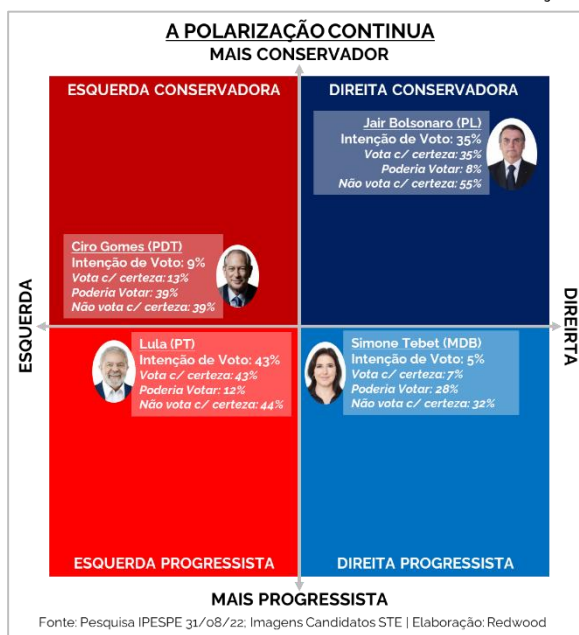 A POLARIZAÇÃO CONTINUA
MAIS CONSERVADOR
ESQUERDA CONSERVADORA
DIREITA CONSERVADORA
Jair Bolsonaro (PL)
Intenção de Voto: 35%
Vota c/ certeza: 35%
Poderia Votar: 8%
Não vota c/ certeza: 55%
Ciro Gomes (PDT)
Intenção de Voto: 9%
Vota c/ certeza: 13%
Poderia Votar: 39%
Não vota c/ certeza: 39%
ESQUERDA
DIREIRTA
Lula (PT)
Intenção de Voto: 43%
Vota c/ certeza: 43%
Poderia Votar: 12%
Não vota c/ certeza: 44%
Simone Tebet (MDB)
Intenção de Voto: 5%
Vota c/ certeza: 7%
Poderia Votar: 28%
Não vota c/ certeza: 32%
ESQUERDA PROGRESSISTA
DIREITA PROGRESSISTA
MAIS PROGRESSISTA
Fonte: Pesquisa IPESPE 31/08/22; Imagens Candidatos STE | Elaboração: Redwood